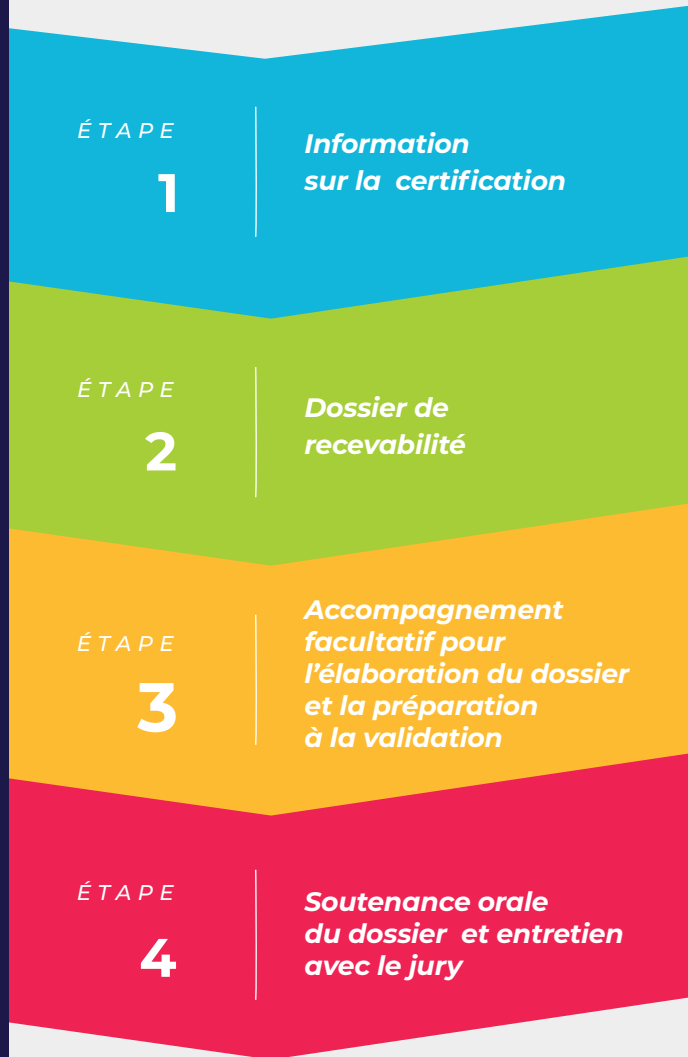 ÉTAPE
1
Information
sur la certification
ÉTAPE
2
Dossier de
recevabilité
ÉTAPE
3
Accompagnement
facultatif pour
l’élaboration du dossier
et la préparation
à la validation
ÉTAPE
4
Soutenance orale
du dossier et entretien
avec le jury